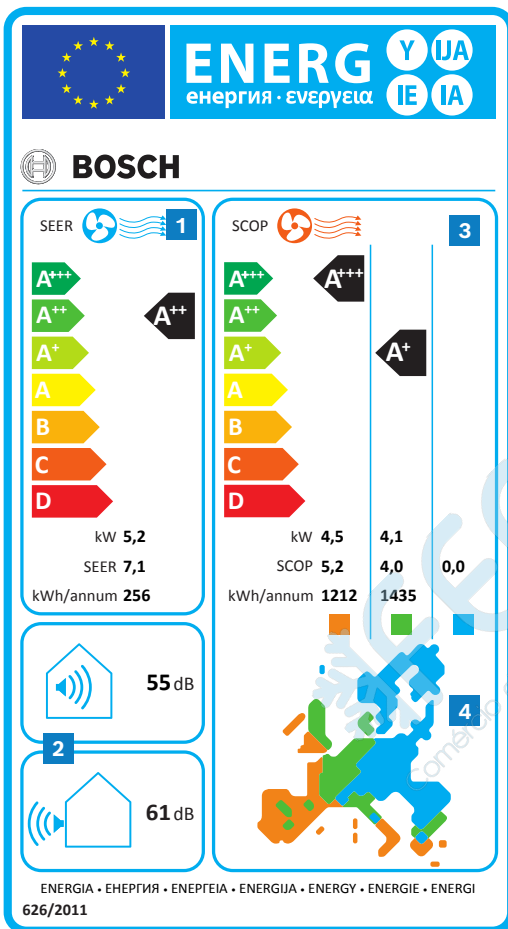 ENERG
енергия · ενεργεια
Y IJA
IE IA
BOSCH
SEER
1
A+++
A++
A+
A
B
C
D
A++
kW 5,2
SEER 7,1
kWh/annum 256
SCOP
3
A+++
A++
A+
A
B
C
D
A+++
A+
kW 4,5 4,1
SCOP 5,2 4,0 0,0
kWh/annum 1212 1435
55 dB
2
61 dB
4
Comércio
ENERGIA • ЕНЕРГИЯ • ΕΝΕΡΓΕΙΑ • ENERGIJA • ENERGY • ENERGIE • ENERGI
626/2011